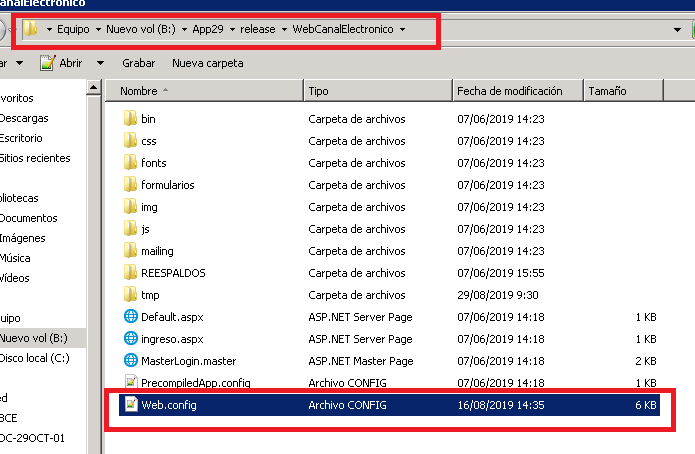 analElectronico
Equipo Nuevo vol (B:) App29 release WebCanalElectronico
ar Abrir Grabar Nueva carpeta
Nombre Tipo Fecha de modificación Tamaño
voritos
Descargas
Escritorio
Sitios recientes
bliotecas
Documentos
Imágenes
Música
Vídeos
uipo
Nuevo vol (B:)
Disco local (C:)
ed
BCE
DC-29OCT-01
bin Carpeta de archivos 07/06/2019 14:23
css Carpeta de archivos 07/06/2019 14:23
fonts Carpeta de archivos 07/06/2019 14:23
formularios Carpeta de archivos 07/06/2019 14:23
img Carpeta de archivos 07/06/2019 14:23
js Carpeta de archivos 07/06/2019 14:23
mailing Carpeta de archivos 07/06/2019 14:23
REESPALDOS Carpeta de archivos 07/06/2019 15:55
tmp Carpeta de archivos 29/08/2019 9:30
Default.aspx ASP.NET Server Page 07/06/2019 14:18 1 KB
ingreso.aspx ASP.NET Server Page 07/06/2019 14:18 1 KB
MasterLogin.master ASP.NET Master Page 07/06/2019 14:18 2 KB
PrecompiledApp.config Archivo CONFIG 07/06/2019 14:18 1 KB
Web.config Archivo CONFIG 16/08/2019 14:35 6 KB